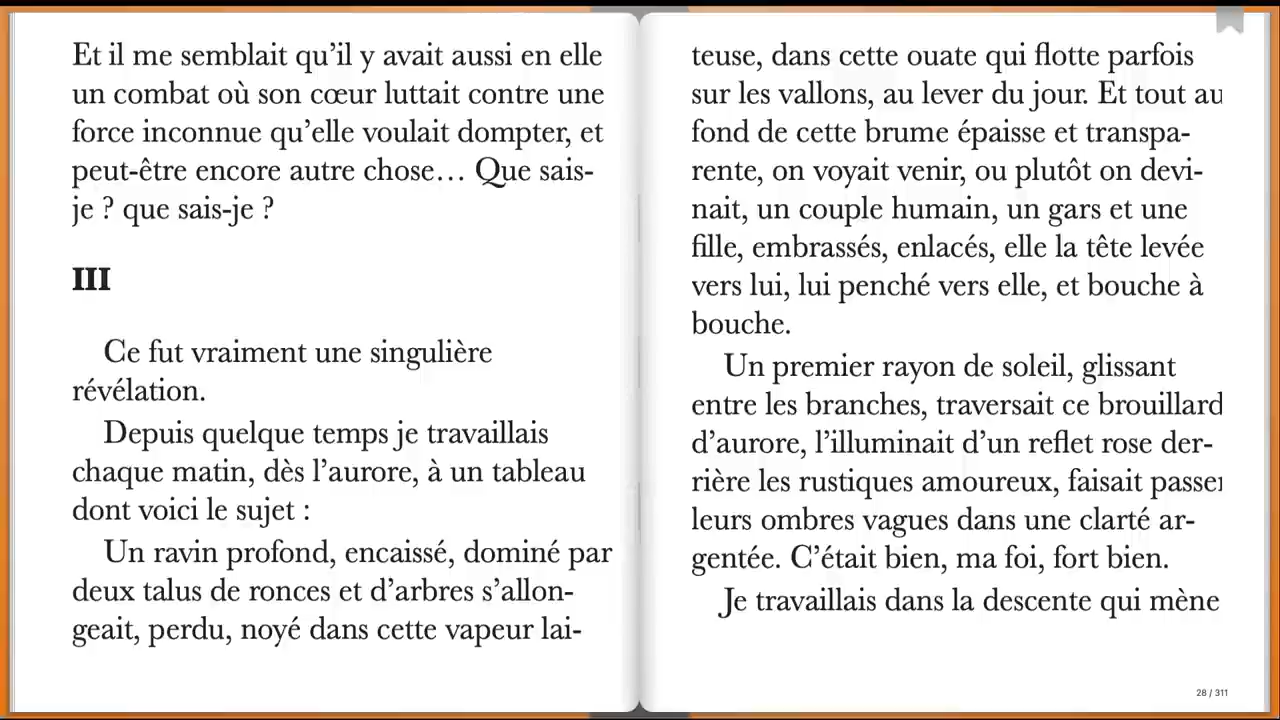 Et il me semblait qu’il y avait aussi en elle
un combat où son cœur luttait contre une
force inconnue qu’elle voulait dompter, et
peut-être encore autre chose… Que sais-
je ? que sais-je ?
III
Ce fut vraiment une singulière
révélation.
Depuis quelque temps je travaillais
chaque matin, dès l’aurore, à un tableau
dont voici le sujet :
Un ravin profond, encaissé, dominé par
deux talus de ronces et d’arbres s’allon-
geait, perdu, noyé dans cette vapeur lai-
teuse, dans cette ouate qui flotte parfois
sur les vallons, au lever du jour. Et tout au
fond de cette brume épaisse et transpa-
rente, on voyait venir, ou plutôt on devi-
nait, un couple humain, un gars et une
fille, embrassés, enlacés, elle la tête levée
vers lui, lui penché vers elle, et bouche à
bouche.
Un premier rayon de soleil, glissant
entre les branches, traversait ce brouillard
d’aurore, l’illuminait d’un reflet rose der-
rière les rustiques amoureux, faisait passer
leurs ombres vagues dans une clarté ar-
gentée. C’était bien, ma foi, fort bien.
Je travaillais dans la descente qui mène
28 / 311